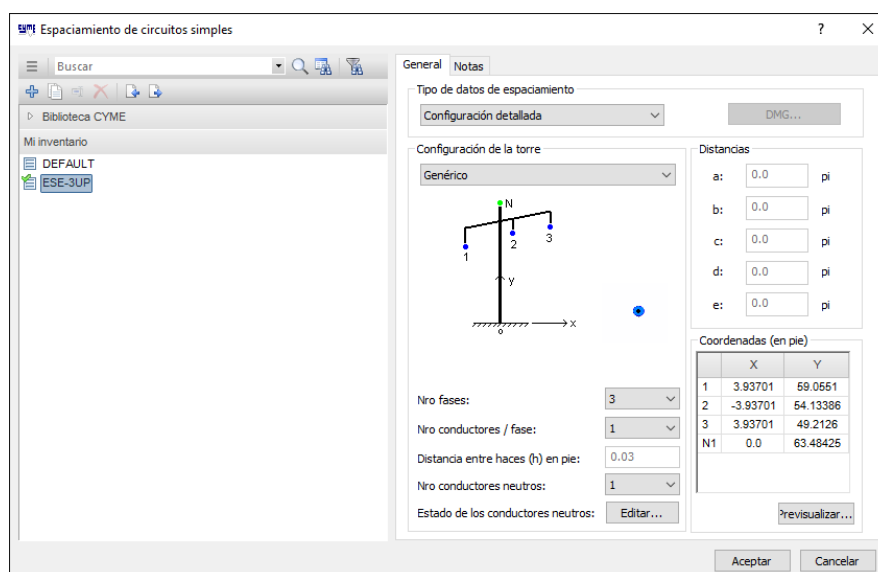 CYME Espaciamiento de circuitos simples ?
Buscar
Biblioteca CYME
Mi inventario
DEFAULT
ESE-3UP
General Notas
Tipo de datos de espaciamiento
Configuración detallada
DMG...
Configuración de la torre
Genérico
N
1
2
3
y
x
o
Nro fases: 3
Nro conductores / fase: 1
Distancia entre haces (h) en pie: 0.03
Nro conductores neutros: 1
Estado de los conductores neutros: Editar...
Distancias
a: 0.0 pi
b: 0.0 pi
c: 0.0 pi
d: 0.0 pi
e: 0.0 pi
Coordenadas (en pie)
X Y
1 3.93701 59.0551
2 -3.93701 54.13386
3 3.93701 49.2126
N1 0.0 63.48425
Previsualizar...
Aceptar Cancelar